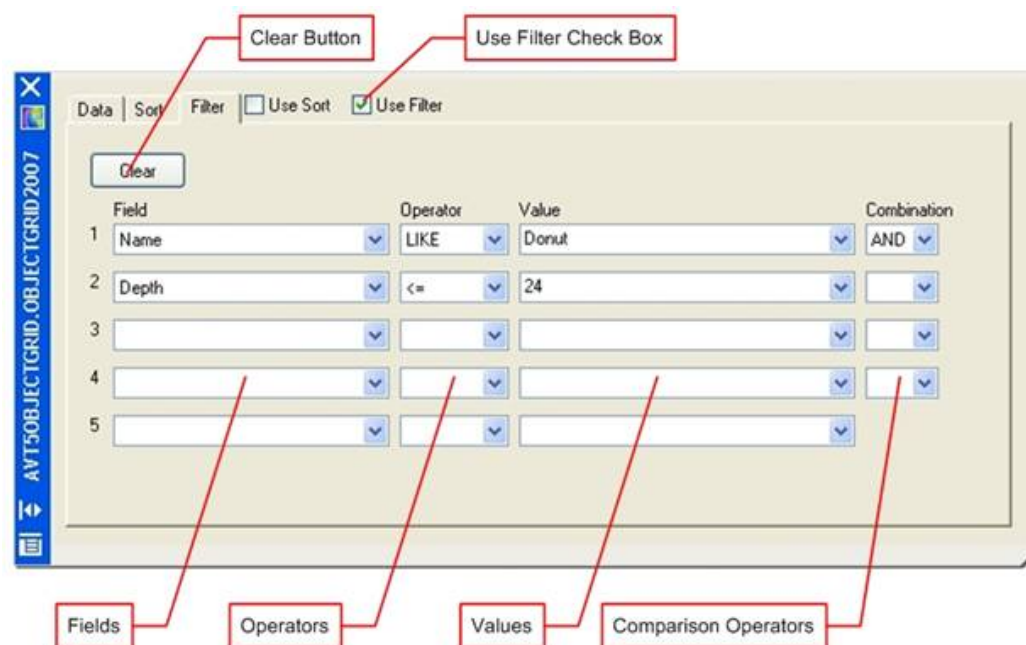 Clear Button
Use Filter Check Box
Data
Sort
Filter
Use Sort
Use Filter
AVT5OBJECTGRID.OBJECTGRID2007
Clear
Field Operator Value Combination
1 Name LIKE Donut AND
2 Depth <= 24
3
4
5
Fields
Operators
Values
Comparison Operators